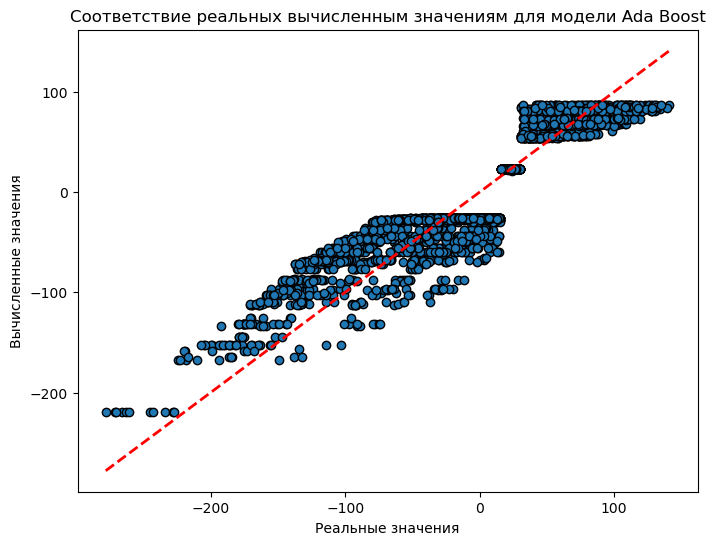 Соответствие реальных вычисленным значениям для модели Ada Boost
100
0
−100
−200
Вычисленные значения
−200
−100
0
100
Реальные значения